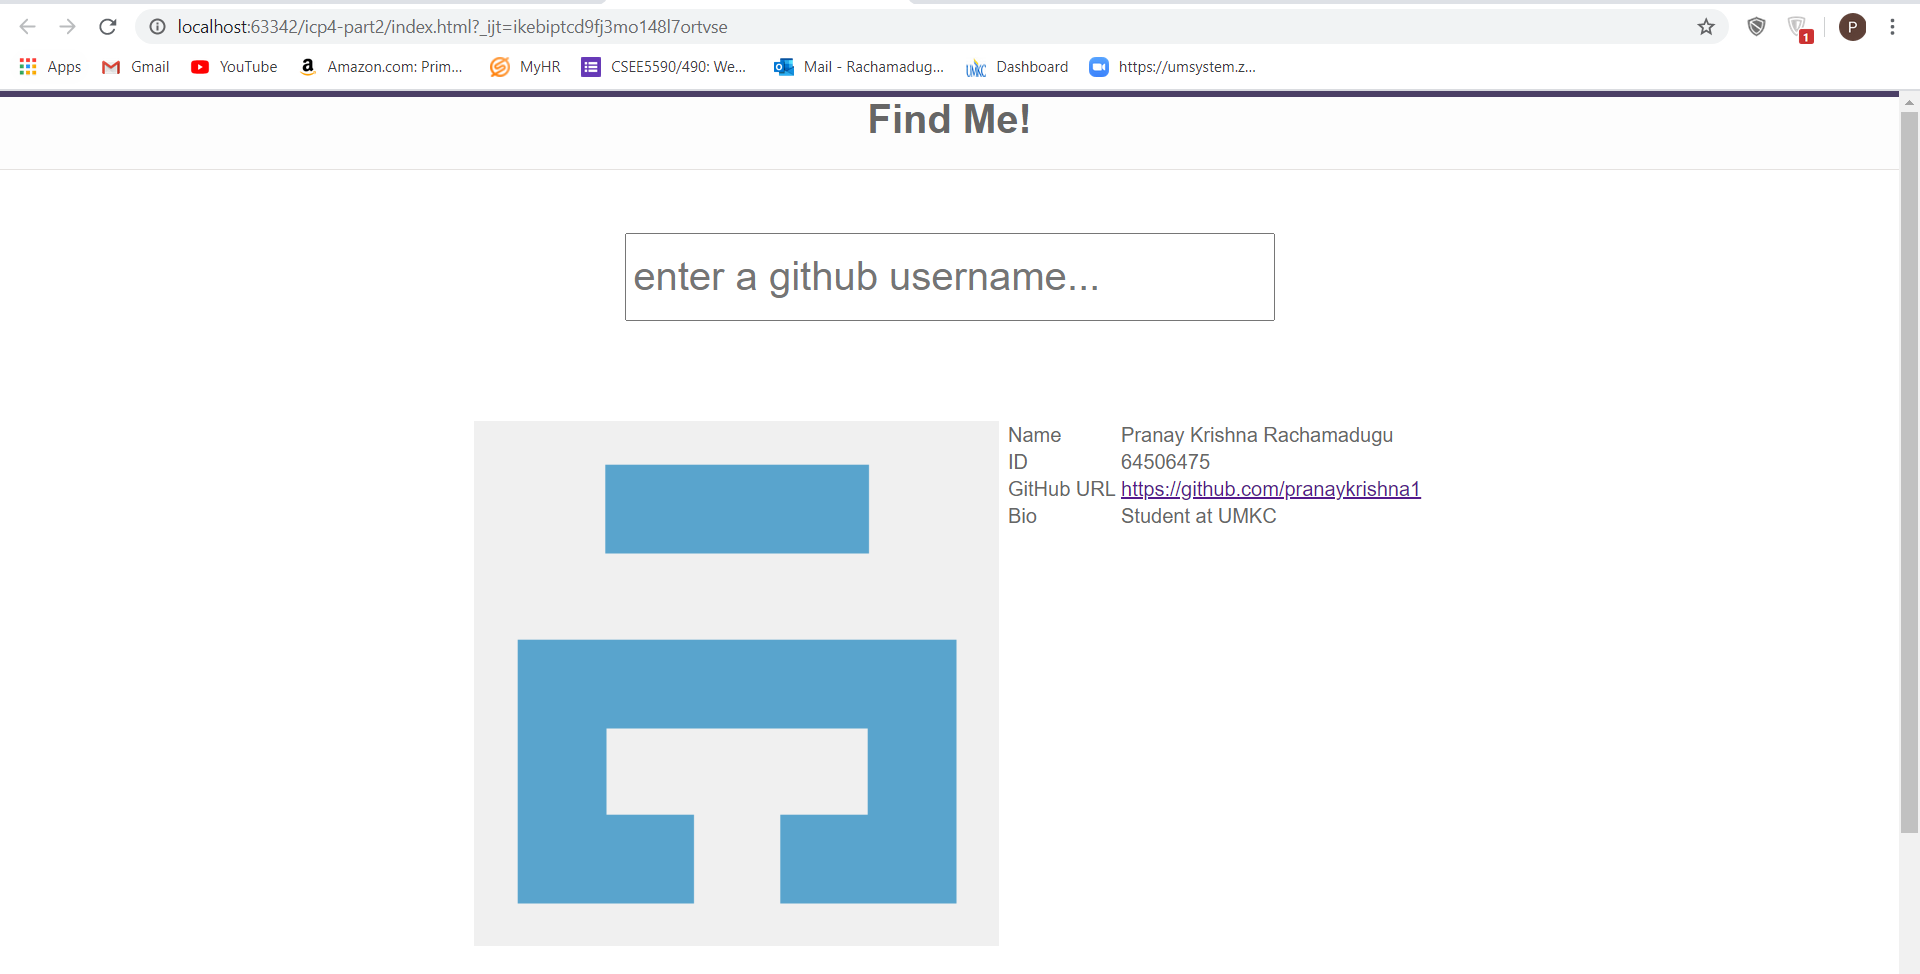 localhost:63342/icp4-part2/index.html?_ijt=ikebiptcd9fj3mo148l7ortvse
1
P
Apps Gmail YouTube a Amazon.com: Prim... MyHR CSEE5590/490: We... Mail - Rachamadug... UMKC Dashboard https://umsystem.z...
Find Me!
enter a github username...
Name Pranay Krishna Rachamadugu
ID 64506475
GitHub URL https://github.com/pranaykrishna1
Bio Student at UMKC